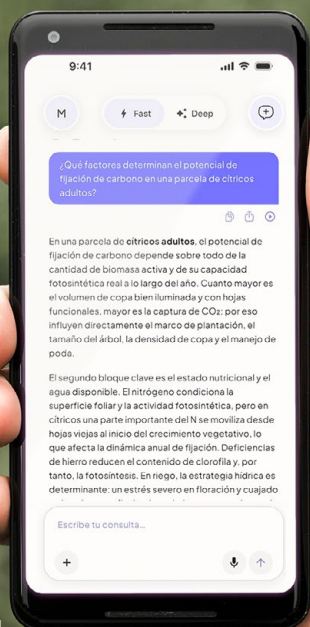 9:41
M
Fast
Deep
¿Qué factores determinan el potencial de
fijación de carbono en una parcela de cítricos
adultos?
En una parcela de cítricos adultos, el potencial de
fijación de carbono depende sobre todo de la
cantidad de biomasa activa y de su capacidad
fotosintética real a lo largo del año. Cuanto mayor es
el volumen de copa bien iluminada y con hojas
funcionales, mayor es la captura de CO₂; por eso
influyen directamente el marco de plantación, el
tamaño del árbol, la densidad de copa y el manejo de
poda.
El segundo bloque clave es el estado nutricional y el
agua disponible. El nitrógeno condiciona la
superficie foliar y la actividad fotosintética, pero en
cítricos una parte importante del N se moviliza desde
hojas viejas al inicio del crecimiento vegetativo, lo
que afecta la dinámica anual de fijación. Deficiencias
de hierro reducen el contenido de clorofila y, por
tanto, la fotosíntesis. En riego, la estrategia hídrica es
determinante: un estrés severo en floración y cuajado
Escribe tu consulta...